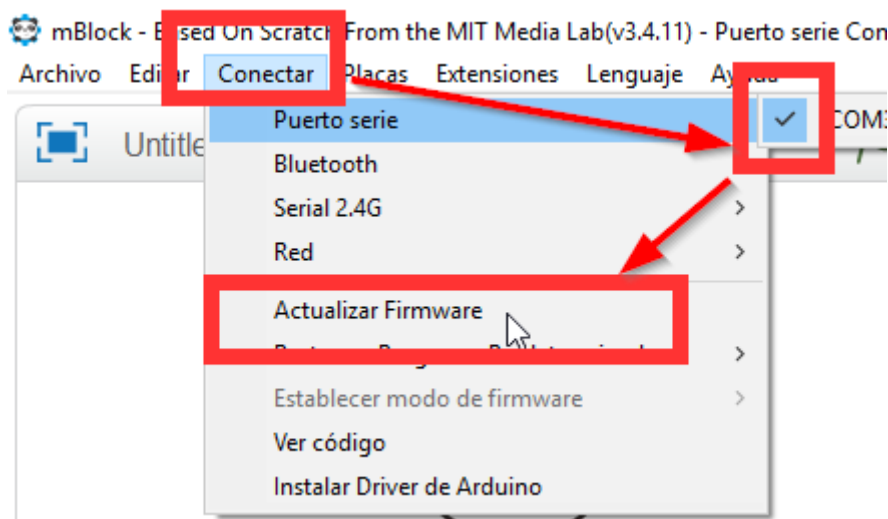 mBlock - Based On Scratch From the MIT Media Lab(v3.4.11) - Puerto serie Con
Archivo Editar Conectar Placas Extensiones Lenguaje Ayuda
Untitle
Puerto serie
COM3
Bluetooth
Serial 2.4G
Red
Actualizar Firmware
Establecer modo de firmware
Ver código
Instalar Driver de Arduino